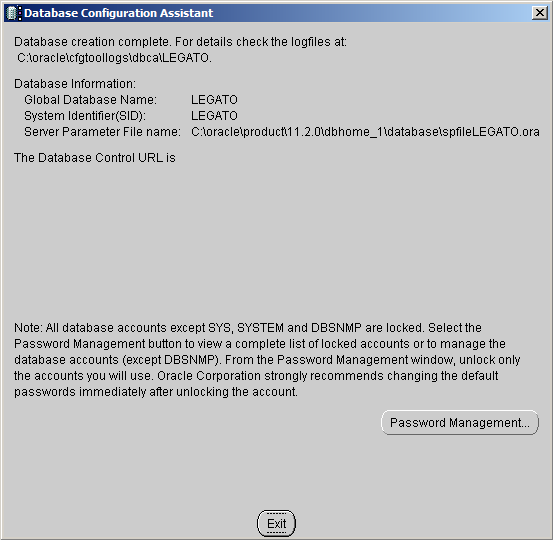 Database Configuration Assistant
Database creation complete. For details check the logfiles at:
C:\oracle\cfgtoollogs\dbca\LEGATO.
Database Information:
Global Database Name: LEGATO
System Identifier(SID): LEGATO
Server Parameter File name: C:\oracle\product\11.2.0\dbhome_1\database\spfileLEGATO.ora
The Database Control URL is
Note: All database accounts except SYS, SYSTEM and DBSNMP are locked. Select the
Password Management button to view a complete list of locked accounts or to manage the
database accounts (except DBSNMP). From the Password Management window, unlock only
the accounts you will use. Oracle Corporation strongly recommends changing the default
passwords immediately after unlocking the account.
Password Management...
Exit